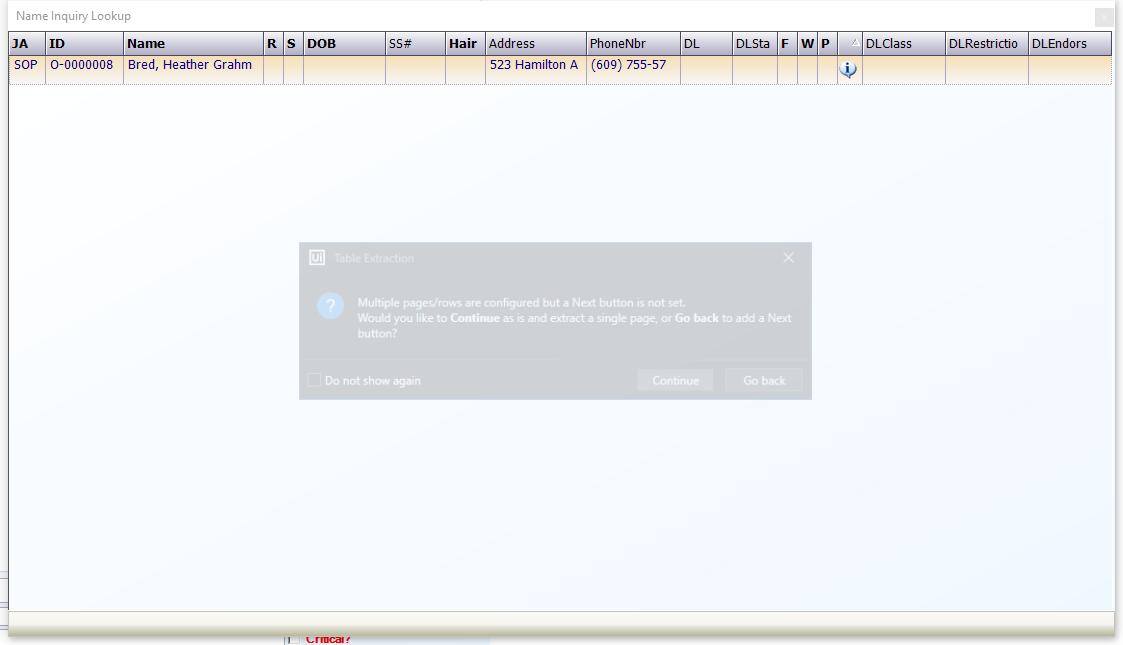 Name Inquiry Lookup
JA ID Name R S DOB SS# Hair Address PhoneNbr DL DLSta F W P DLClass DLRestrictio DLEndors
SOP O-0000008 Bred, Heather Grahm 523 Hamilton A (609) 755-57
Ui Table Extraction
Multiple pages/rows are configured but a Next button is not set.
Would you like to Continue as is and extract a single page, or Go back to add a Next
button?
Do not show again Continue Go back
Critical?